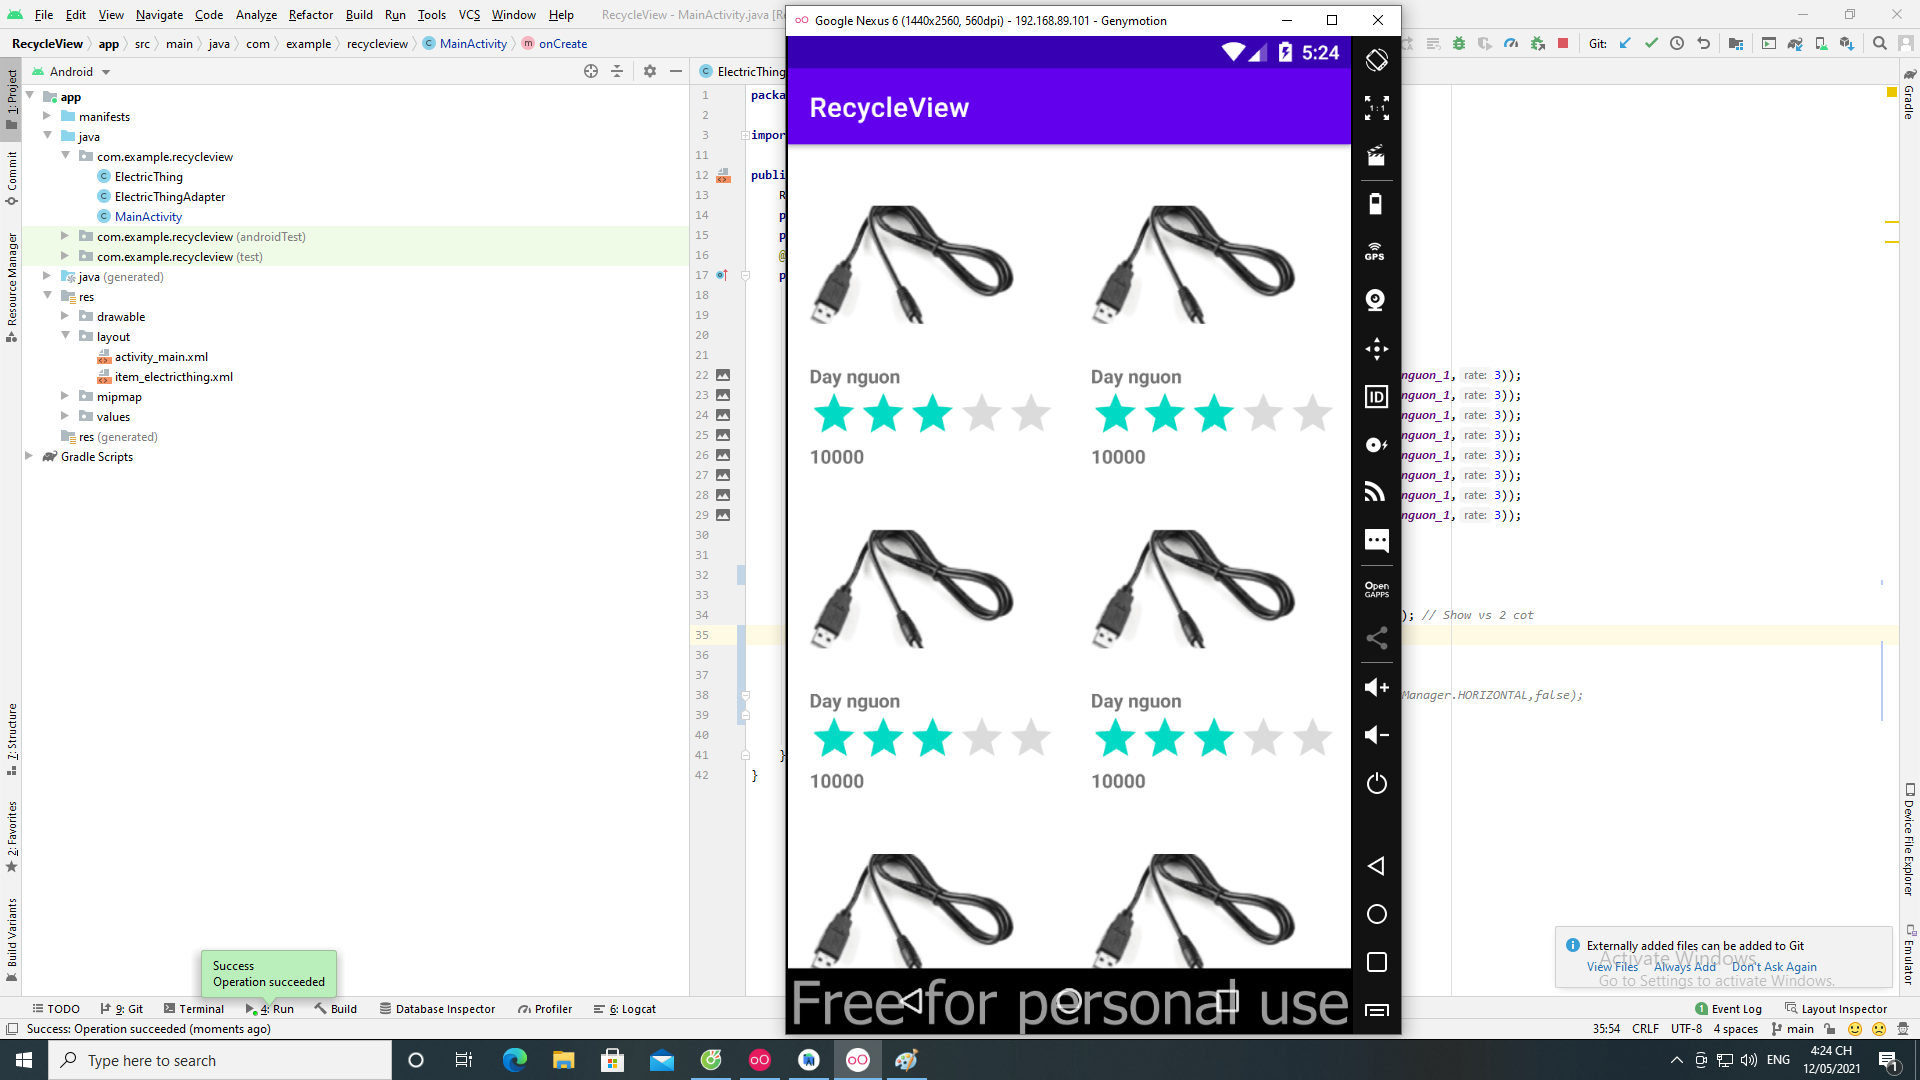 File Edit View Navigate Code Analyze Refactor Build Run Tools VCS Window Help RecycleView - MainActivity.java
Google Nexus 6 (1440x2560, 560dpi) - 192.168.89.101 - Genymotion
RecycleView app src main java com example recycleview MainActivity onCreate
Git:
Android
ElectricThing
1: Project
Commit
Resource Manager
7: Structure
2: Favorites
Build Variants
app
manifests
java
com.example.recycleview
ElectricThing
ElectricThingAdapter
MainActivity
com.example.recycleview (androidTest)
com.example.recycleview (test)
java (generated)
res
drawable
layout
activity_main.xml
item_electricthing.xml
mipmap
values
res (generated)
Gradle Scripts
1 packa
2
3 impor
11
12 publi
13 R
14 p
15 p
16 @
17 p
18
19
20
21
22 nguon_1, rate: 3));
23 nguon_1, rate: 3));
24 nguon_1, rate: 3));
25 nguon_1, rate: 3));
26 nguon_1, rate: 3));
27 nguon_1, rate: 3));
28 nguon_1, rate: 3));
29 nguon_1, rate: 3));
30
31
32
33
34 ); // Show vs 2 cot
35
36
37
38 Manager.HORIZONTAL,false);
39
40
41 }
42 }
5:24
RecycleView
Day nguon Day nguon
10000 10000
Day nguon Day nguon
10000 10000
Free for personal use
1:1
GPS
ID
Open
GAPPS
Gradle
Device File Explorer
Emulator
Success
Operation succeeded
Externally added files can be added to Git
View Files Always Add Don't Ask Again
Activate Windows
Go to Settings to activate Windows.
TODO 9: Git Terminal 4: Run Build Database Inspector Profiler 6: Logcat
1 Event Log Layout Inspector
Success: Operation succeeded (moments ago)
35:54 CRLF UTF-8 4 spaces main
Type here to search
ENG
4:24 CH
12/05/2021
1